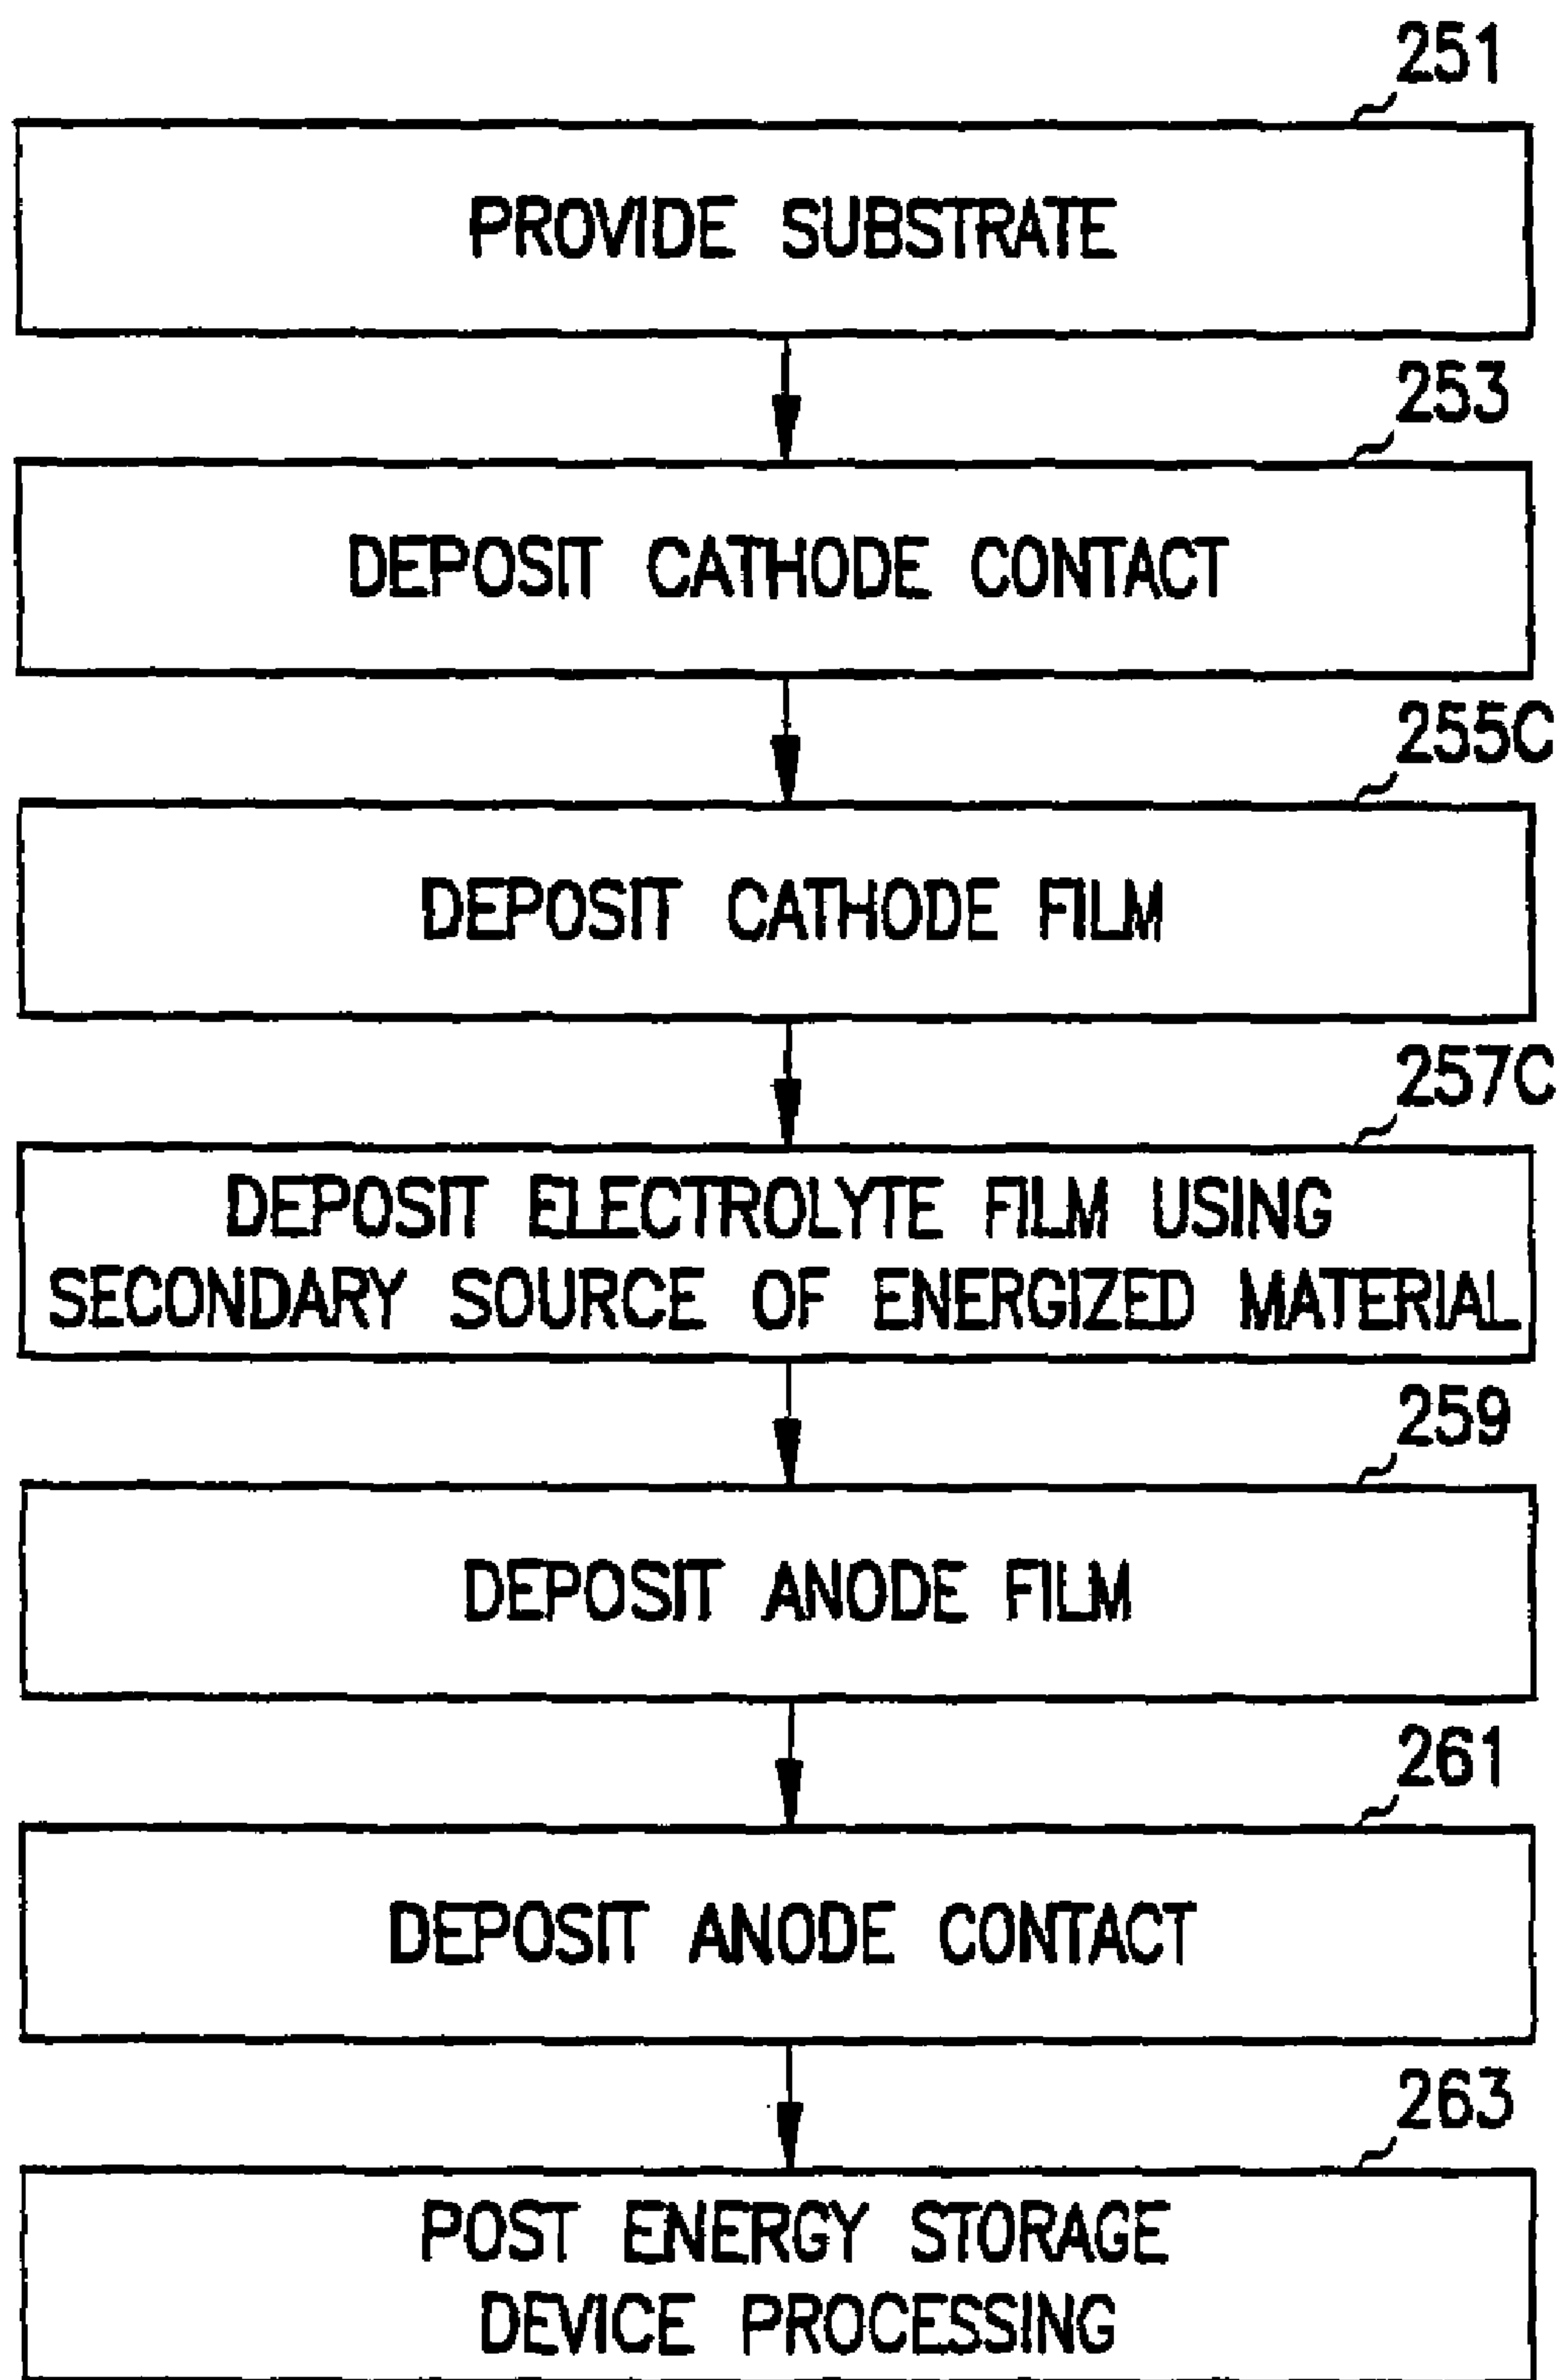 251
PROVIDE SUBSTRATE
253
DEPOSIT CATHODE CONTACT
255C
DEPOSIT CATHODE FILM
257C
DEPOSIT ELECTROLYTE FILM USING
SECONDARY SOURCE OF ENERGIZED MATERIAL
259
DEPOSIT ANODE FILM
261
DEPOSIT ANODE CONTACT
263
POST ENERGY STORAGE
DEVICE PROCESSING